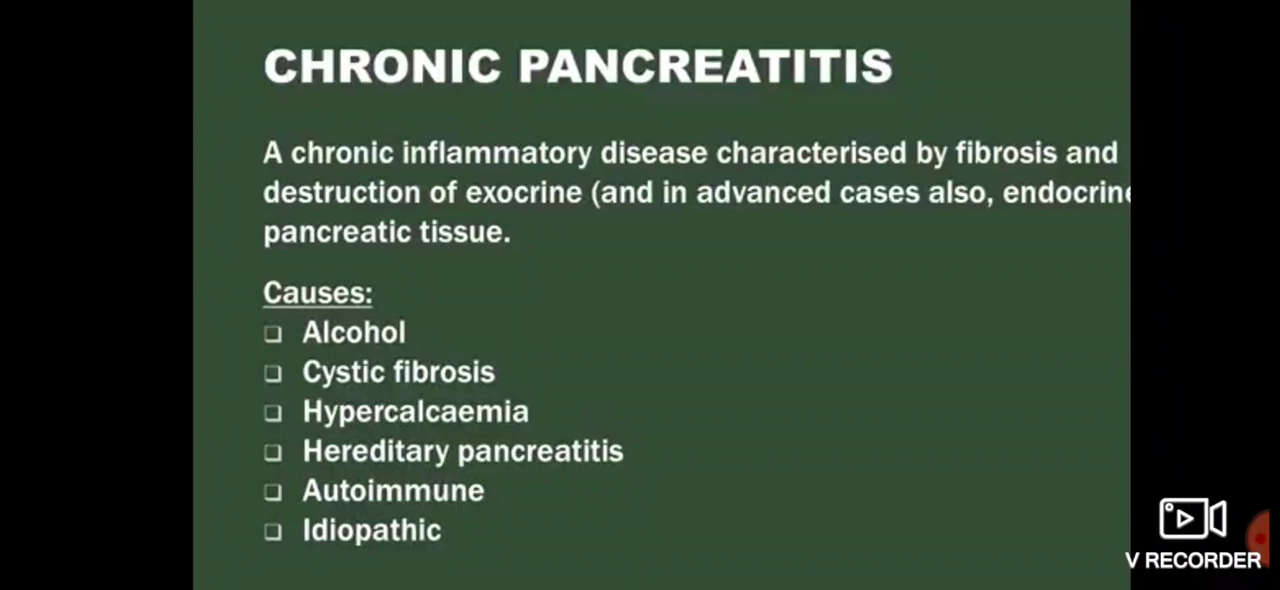 CHRONIC PANCREATITIS
A chronic inflammatory disease characterised by fibrosis and
destruction of exocrine (and in advanced cases also, endocrine
pancreatic tissue.
Causes:
❑ Alcohol
❑ Cystic fibrosis
❑ Hypercalcaemia
❑ Hereditary pancreatitis
❑ Autoimmune
❑ Idiopathic
V RECORDER